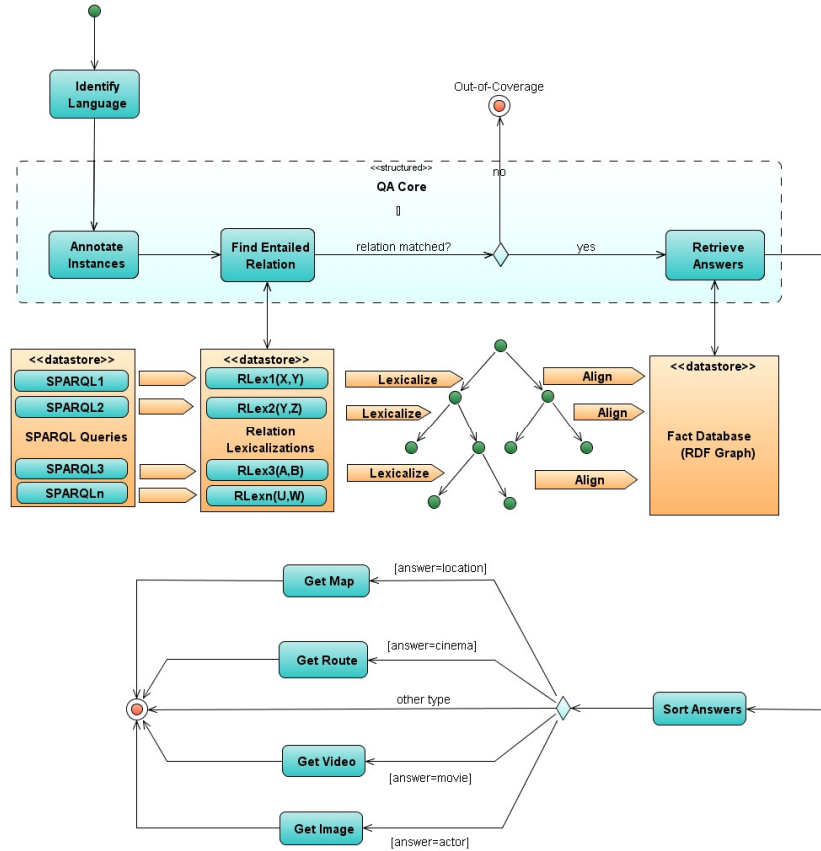 Identify
Language
Out-of-Coverage
<<structured>>
QA Core
[]
no
Annotate
Instances
Find Entailed
Relation
relation matched?
yes
Retrieve
Answers
<<datastore>>
SPARQL1
SPARQL2
SPARQL Queries
SPARQL3
SPARQLn
<<datastore>>
RLex1(X,Y)
RLex2(Y,Z)
Relation
Lexicalizations
RLex3(A,B)
RLexn(U,W)
Lexicalize
Lexicalize
Lexicalize
Align
Align
Align
<<datastore>>
Fact Database
(RDF Graph)
[answer=location]
Get Map
[answer=cinema]
Get Route
other type
Sort Answers
Get Video
[answer=movie]
Get Image
[answer=actor]